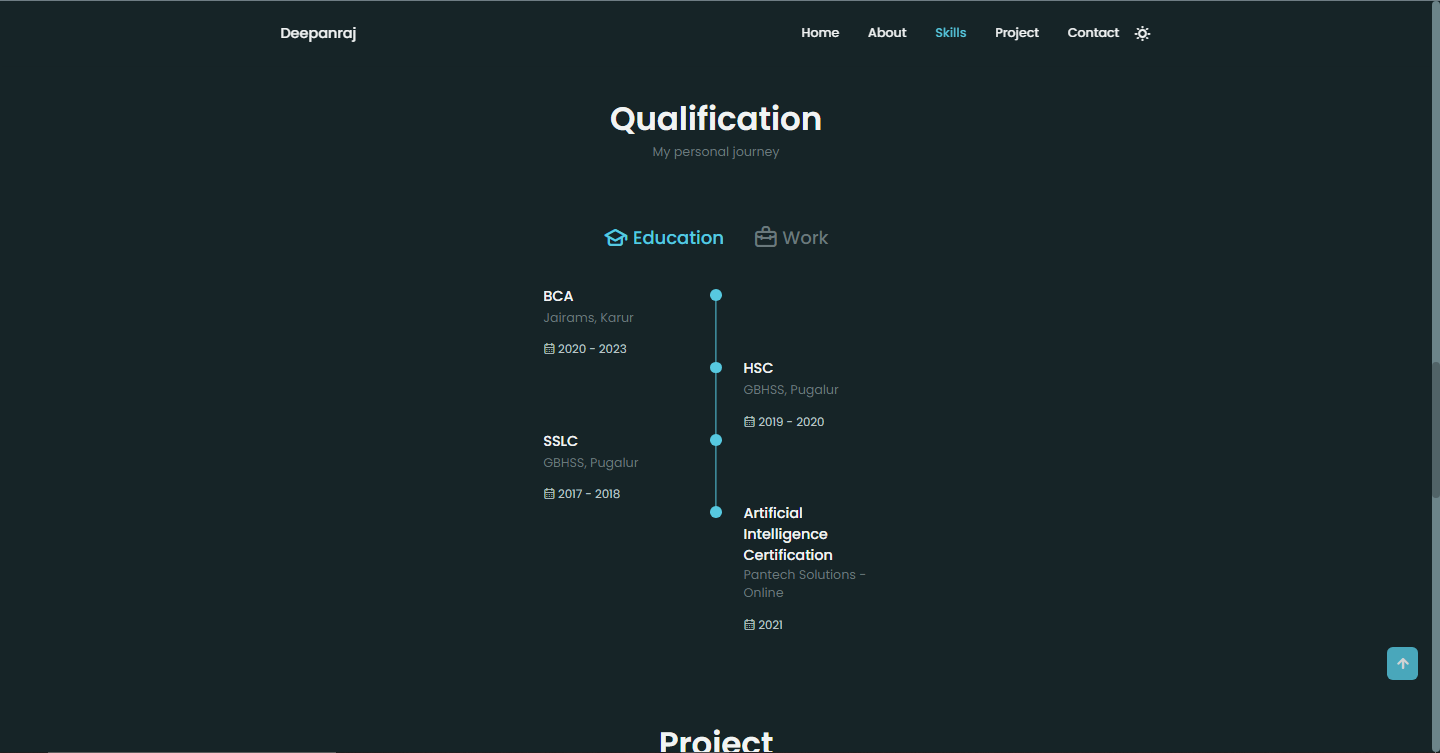 Deepanraj
Home About Skills Project Contact
Qualification
My personal journey
Education Work
BCA
Jairams, Karur
2020 - 2023
HSC
GBHSS, Pugalur
2019 - 2020
SSLC
GBHSS, Pugalur
2017 - 2018
Artificial
Intelligence
Certification
Pantech Solutions -
Online
2021
Project